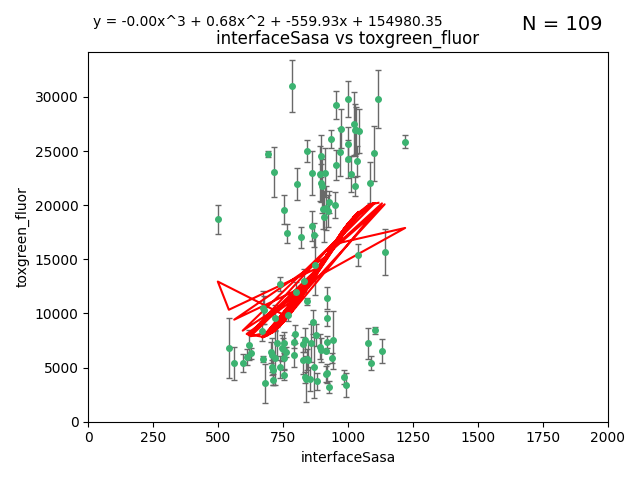 y = -0.00x^3 + 0.68x^2 + -559.93x + 154980.35
N = 109
interfaceSasa vs toxgreen_fluor
30000
25000
20000
15000
10000
5000
0
toxgreen_fluor
0 250 500 750 1000 1250 1500 1750 2000
interfaceSasa